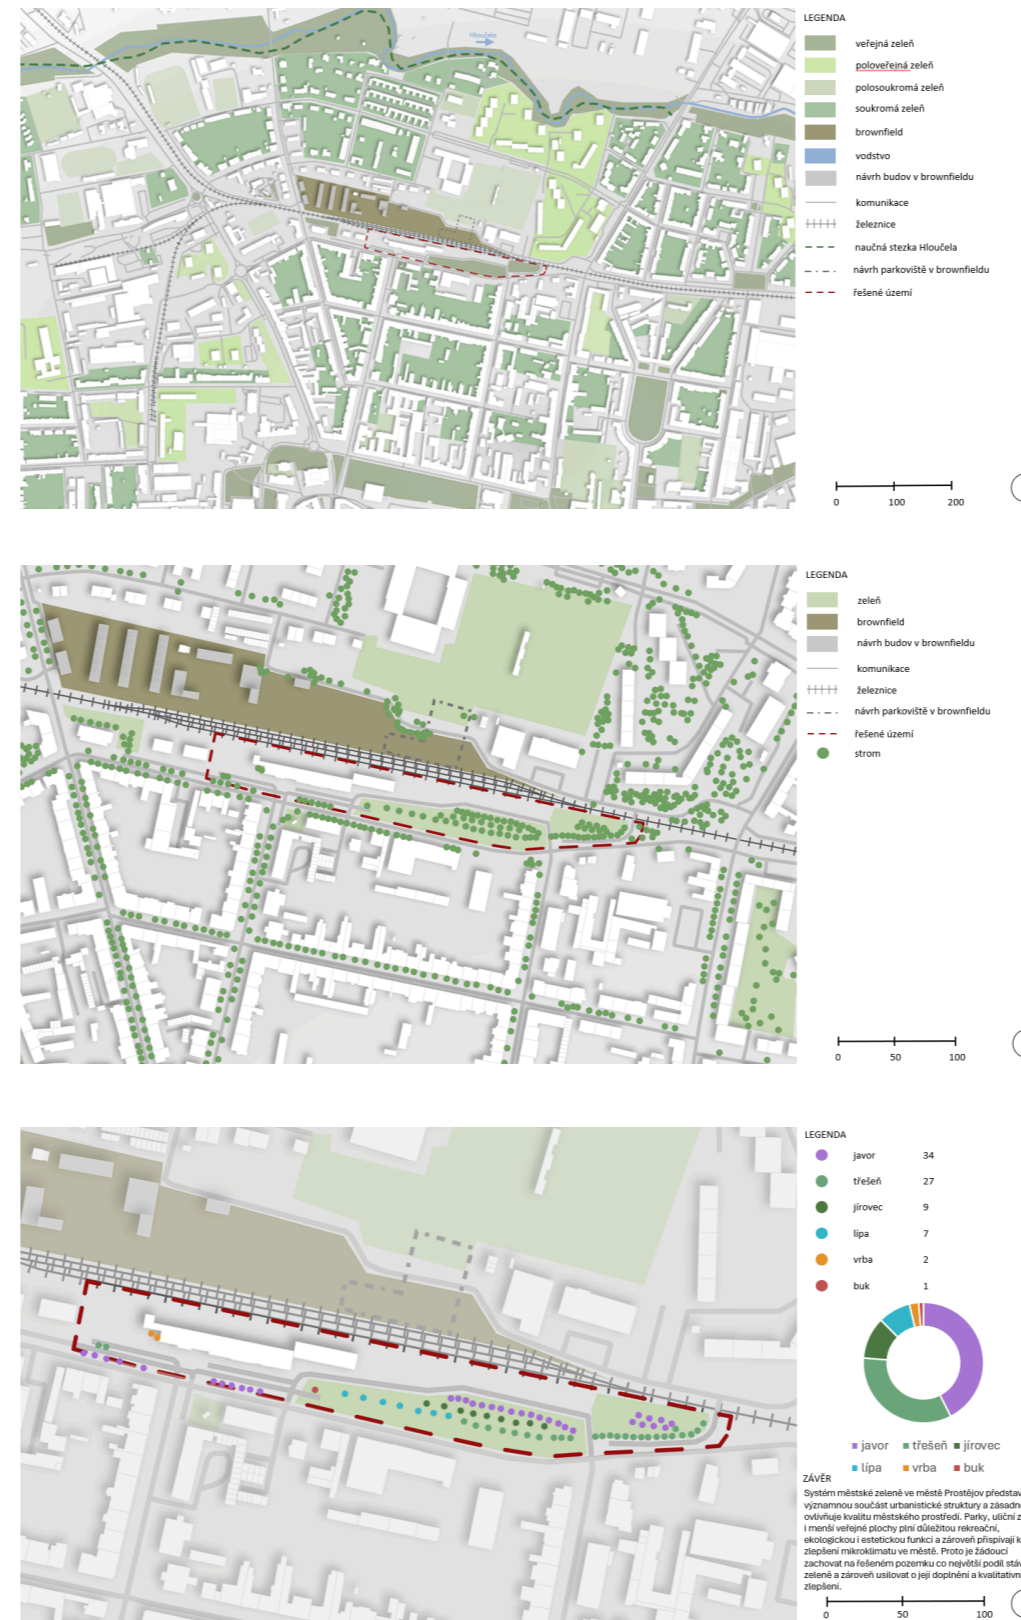 Hloučela
LEGENDA
veřejná zeleň
poloveřejná zeleň
polosoukromá zeleň
soukromá zeleň
brownfield
vodstvo
návrh budov v brownfieldu
komunikace
železnice
naučná stezka Hloučela
návrh parkoviště v brownfieldu
řešené území
0 100 200
LEGENDA
zeleň
brownfield
návrh budov v brownfieldu
komunikace
železnice
návrh parkoviště v brownfieldu
řešené území
strom
0 50 100
LEGENDA
javor 34
třešeň 27
jírovec 9
lípa 7
vrba 2
buk 1
javor třešeň jírovec
lípa vrba buk
ZÁVĚR
Systém městské zeleně ve městě Prostějov představ
významnou součást urbanistické struktury a zásadn
ovlivňuje kvalitu městského prostředí. Parky, uliční z
i menší veřejné plochy plní důležitou rekreační,
ekologickou i estetickou funkci a zároveň přispívají k
zlepšení mikroklimatu ve městě. Proto je žádoucí
zachovat na řešeném pozemku co největší podíl stáv
zeleně a zároveň usilovat o její doplnění a kvalitativn
zlepšení.
0 50 100